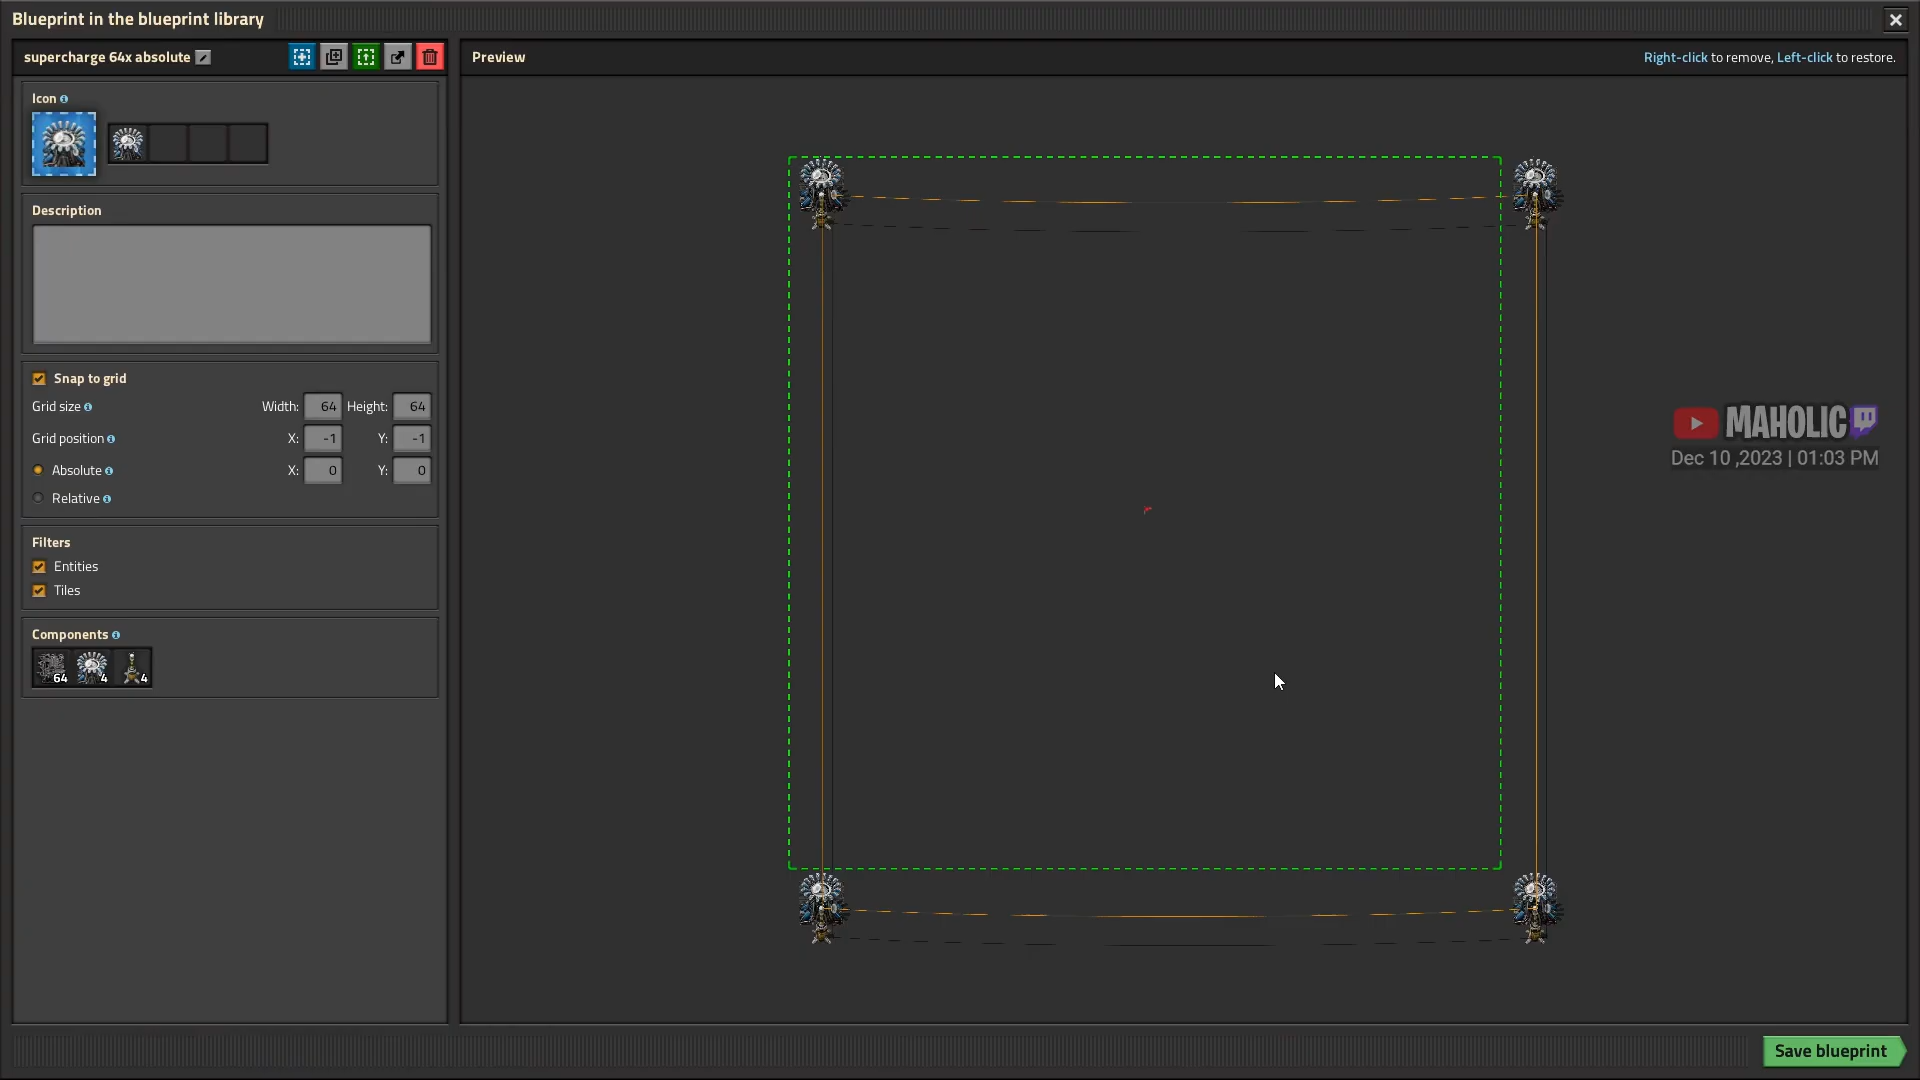 Blueprint in the blueprint library
supercharge 64x absolute
Preview
Right-click to remove, Left-click to restore.
Icon
Description
Snap to grid
Grid size Width: 64 Height: 64
Grid position X: -1 Y: -1
Absolute X: 0 Y: 0
Relative
Filters
Entities
Tiles
Components
64 4 4
MAHOLIC
Dec 10 ,2023 | 01:03 PM
Save blueprint